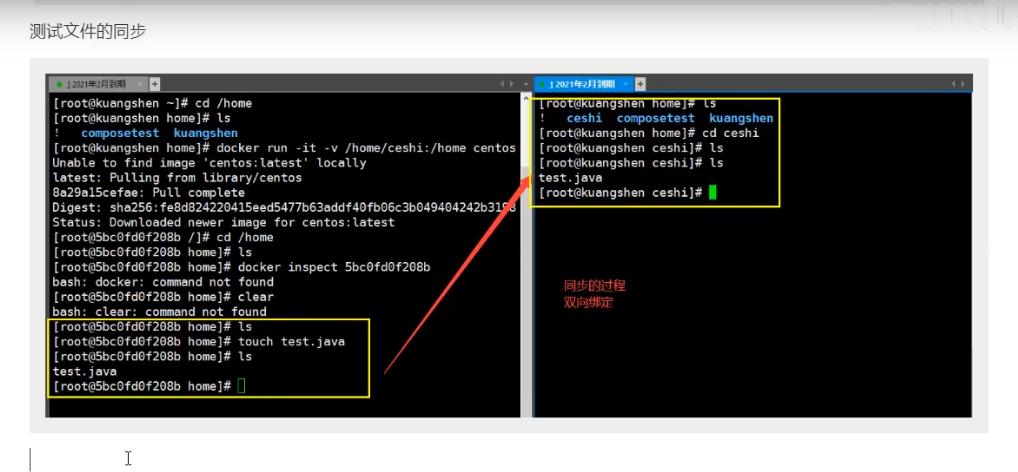 测试文件的同步
1 2021年2月到期
[root@kuangshen ~]# cd /home
[root@kuangshen home]# ls
!   composetest  kuangshen
[root@kuangshen home]# docker run -it -v /home/ceshi:/home centos
Unable to find image 'centos:latest' locally
latest: Pulling from library/centos
8a29a15cefae: Pull complete
Digest: sha256:fe8d824220415eed5477b63addf40fb06c3b049404242b31
Status: Downloaded newer image for centos:latest
[root@5bc0fd0f208b /]# cd /home
[root@5bc0fd0f208b home]# ls
[root@5bc0fd0f208b home]# docker inspect 5bc0fd0f208b
bash: docker: command not found
[root@5bc0fd0f208b home]# clear
bash: clear: command not found
[root@5bc0fd0f208b home]# ls
[root@5bc0fd0f208b home]# touch test.java
[root@5bc0fd0f208b home]# ls
test.java
[root@5bc0fd0f208b home]#
1 2021年2月到期
[root@kuangshen home]# ls
!   ceshi  composetest  kuangshen
[root@kuangshen home]# cd ceshi
[root@kuangshen ceshi]# ls
[root@kuangshen ceshi]# ls
test.java
[root@kuangshen ceshi]#
同步的过程
双向绑定